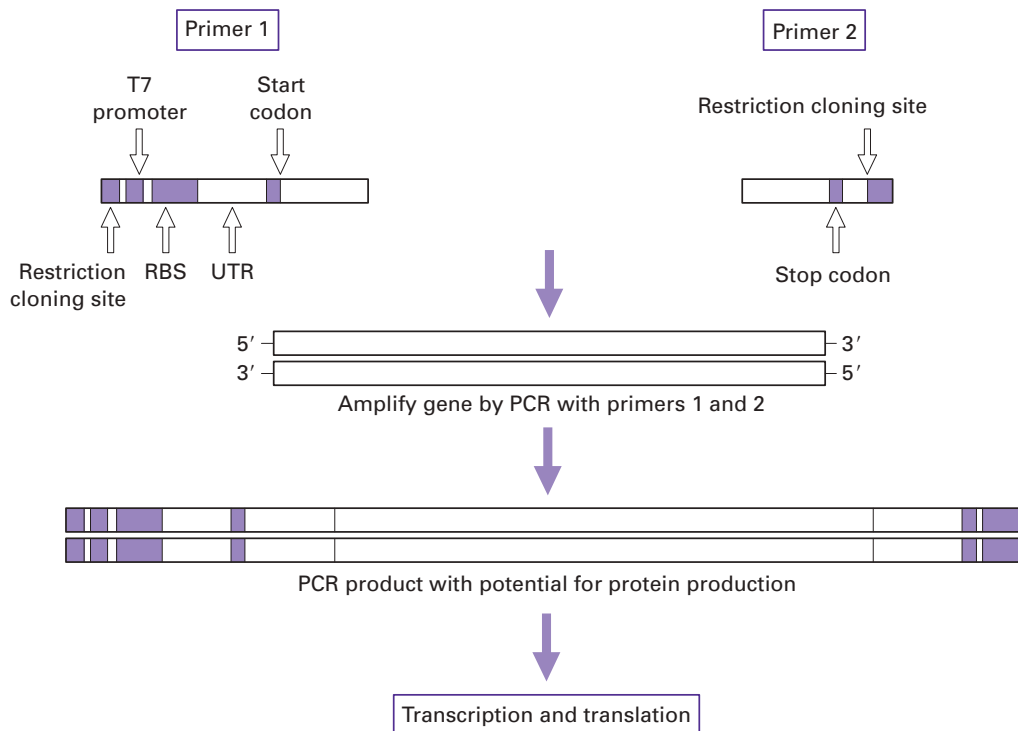 Primer 1
Primer 2
T7
promoter
Start
codon
Restriction cloning site
Restriction
cloning site
RBS
UTR
Stop codon
5′
3′
3′
5′
Amplify gene by PCR with primers 1 and 2
PCR product with potential for protein production
Transcription and translation